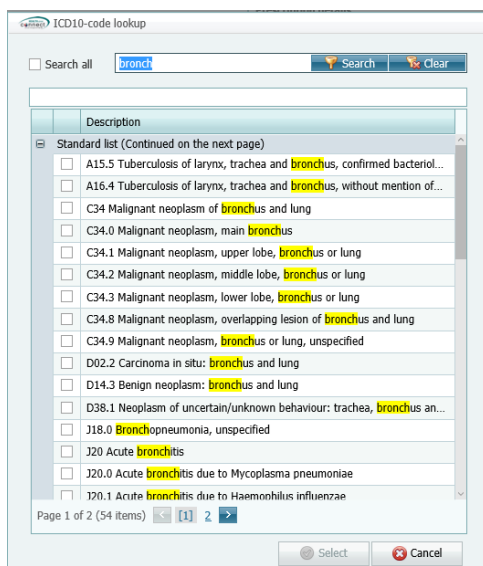 connect ICD10-code lookup
Search all bronch Search Clear
Description
Standard list (Continued on the next page)
A15.5 Tuberculosis of larynx, trachea and bronchus, confirmed bacteriol...
A16.4 Tuberculosis of larynx, trachea and bronchus, without mention of...
C34 Malignant neoplasm of bronchus and lung
C34.0 Malignant neoplasm, main bronchus
C34.1 Malignant neoplasm, upper lobe, bronchus or lung
C34.2 Malignant neoplasm, middle lobe, bronchus or lung
C34.3 Malignant neoplasm, lower lobe, bronchus or lung
C34.8 Malignant neoplasm, overlapping lesion of bronchus and lung
C34.9 Malignant neoplasm, bronchus or lung, unspecified
D02.2 Carcinoma in situ: bronchus and lung
D14.3 Benign neoplasm: bronchus and lung
D38.1 Neoplasm of uncertain/unknown behaviour: trachea, bronchus an...
J18.0 Bronchopneumonia, unspecified
J20 Acute bronchitis
J20.0 Acute bronchitis due to Mycoplasma pneumoniae
J20.1 Acute bronchitis due to Haemophilus influenzae
Page 1 of 2 (54 items) [1] 2
Select Cancel